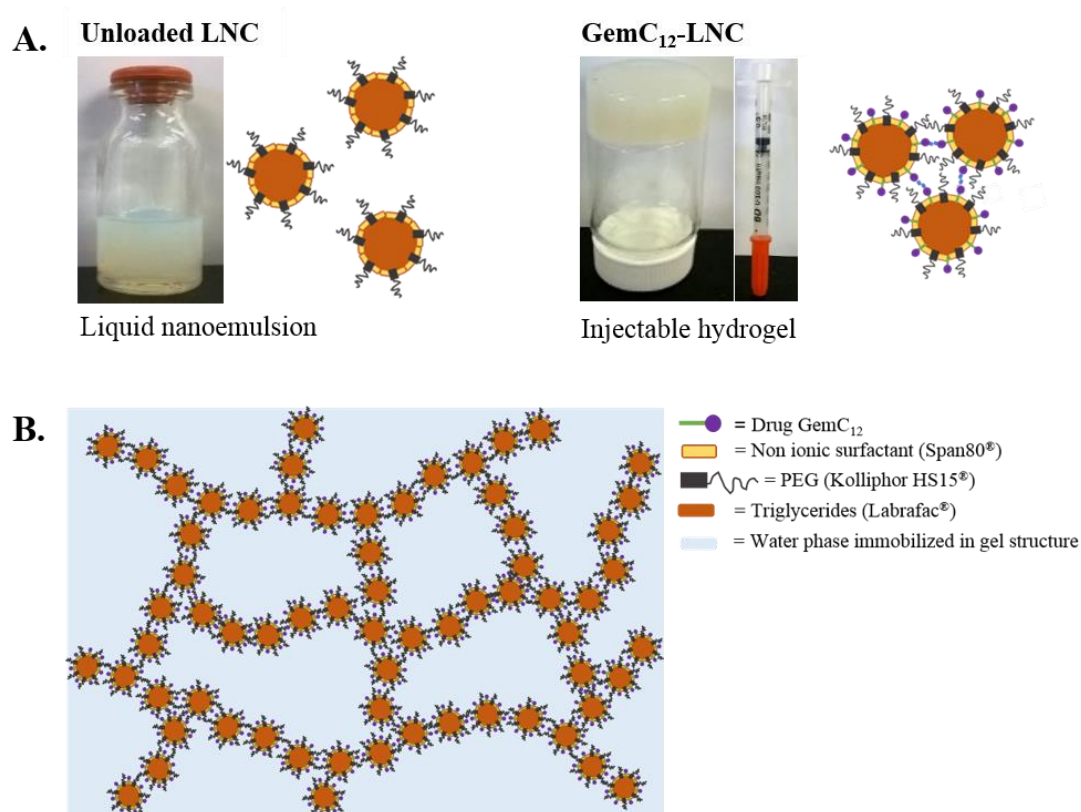 A.
Unloaded LNC
GemC₁₂-LNC
Liquid nanoemulsion
Injectable hydrogel
B.
= Drug GemC₁₂
= Non ionic surfactant (Span80®)
= PEG (Kolliphor HS15®)
= Triglycerides (Labrafac®)
= Water phase immobilized in gel structure